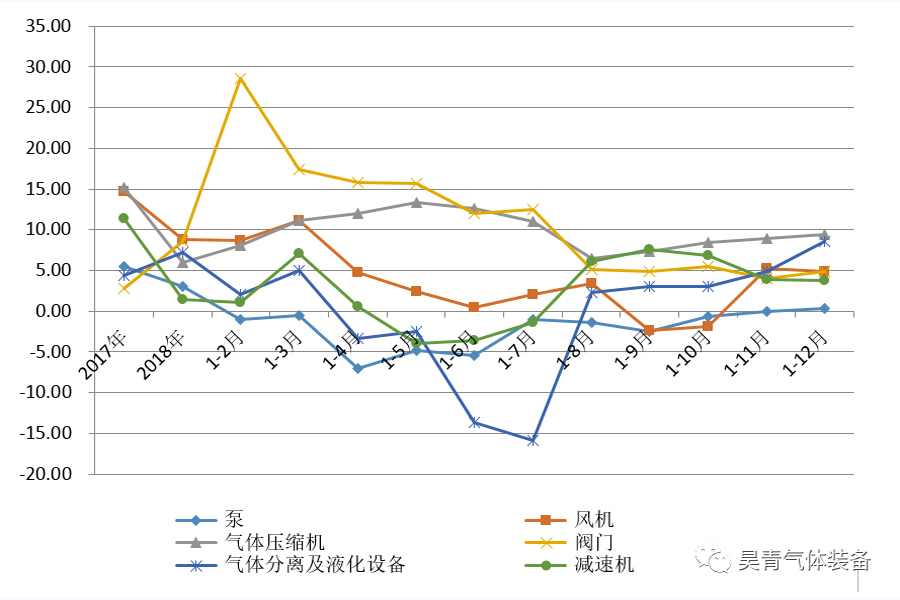 35.00
30.00
25.00
20.00
15.00
10.00
5.00
0.00
-5.00
-10.00
-15.00
-20.00
2017年
2018年
1-2月
1-3月
1-4月
1-5月
1-6月
1-7月
1-8月
1-9月
1-10月
1-11月
1-12月
泵
风机
气体压缩机
阀门
气体分离及液化设备
减速机
昊青气体装备